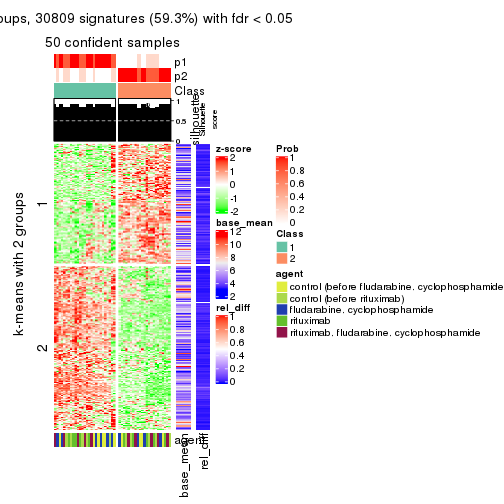 oups, 30809 signatures (59.3%) with fdr < 0.05
50 confident samples
p1
p2
Class
1
0.5
0
silhouette
Silhouette
score
k-means with 2 groups
1
2
agent
base_mean
rel_diff
z-score
2
1
0
-1
-2
base_mean
12
10
8
6
4
2
rel_diff
1
0.8
0.6
0.4
0.2
0
Prob
1
0.8
0.6
0.4
0.2
0
Class
1
2
agent
control (before fludarabine, cyclophosphamide
control (before rituximab)
fludarabine, cyclophosphamide
rituximab
rituximab, fludarabine, cyclophosphamide